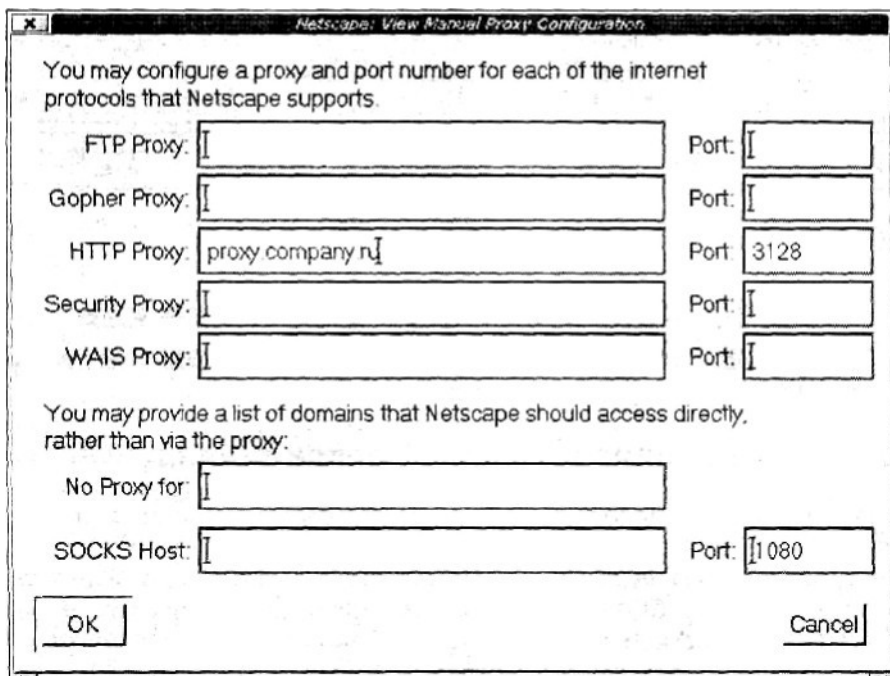 Netscape: View Manual Proxy Configuration
You may configure a proxy and port number for each of the internet
protocols that Netscape supports.
FTP Proxy: Port:
Gopher Proxy: Port:
HTTP Proxy: proxy.company.ru Port: 3128
Security Proxy: Port:
WAIS Proxy: Port:
You may provide a list of domains that Netscape should access directly,
rather than via the proxy:
No Proxy for:
SOCKS Host: Port: 1080
OK Cancel